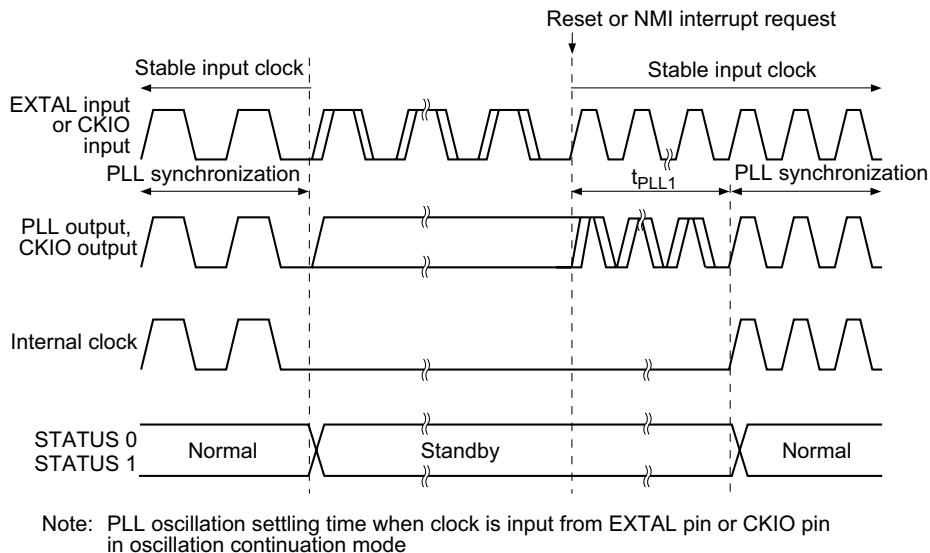 Reset or NMI interrupt request
Stable input clock
Stable input clock
EXTAL input
or CKIO
input
PLL synchronization
tPLL1
PLL synchronization
PLL output,
CKIO output
Internal clock
STATUS 0
STATUS 1
Normal
Standby
Normal
Note: PLL oscillation settling time when clock is input from EXTAL pin or CKIO pin
in oscillation continuation mode